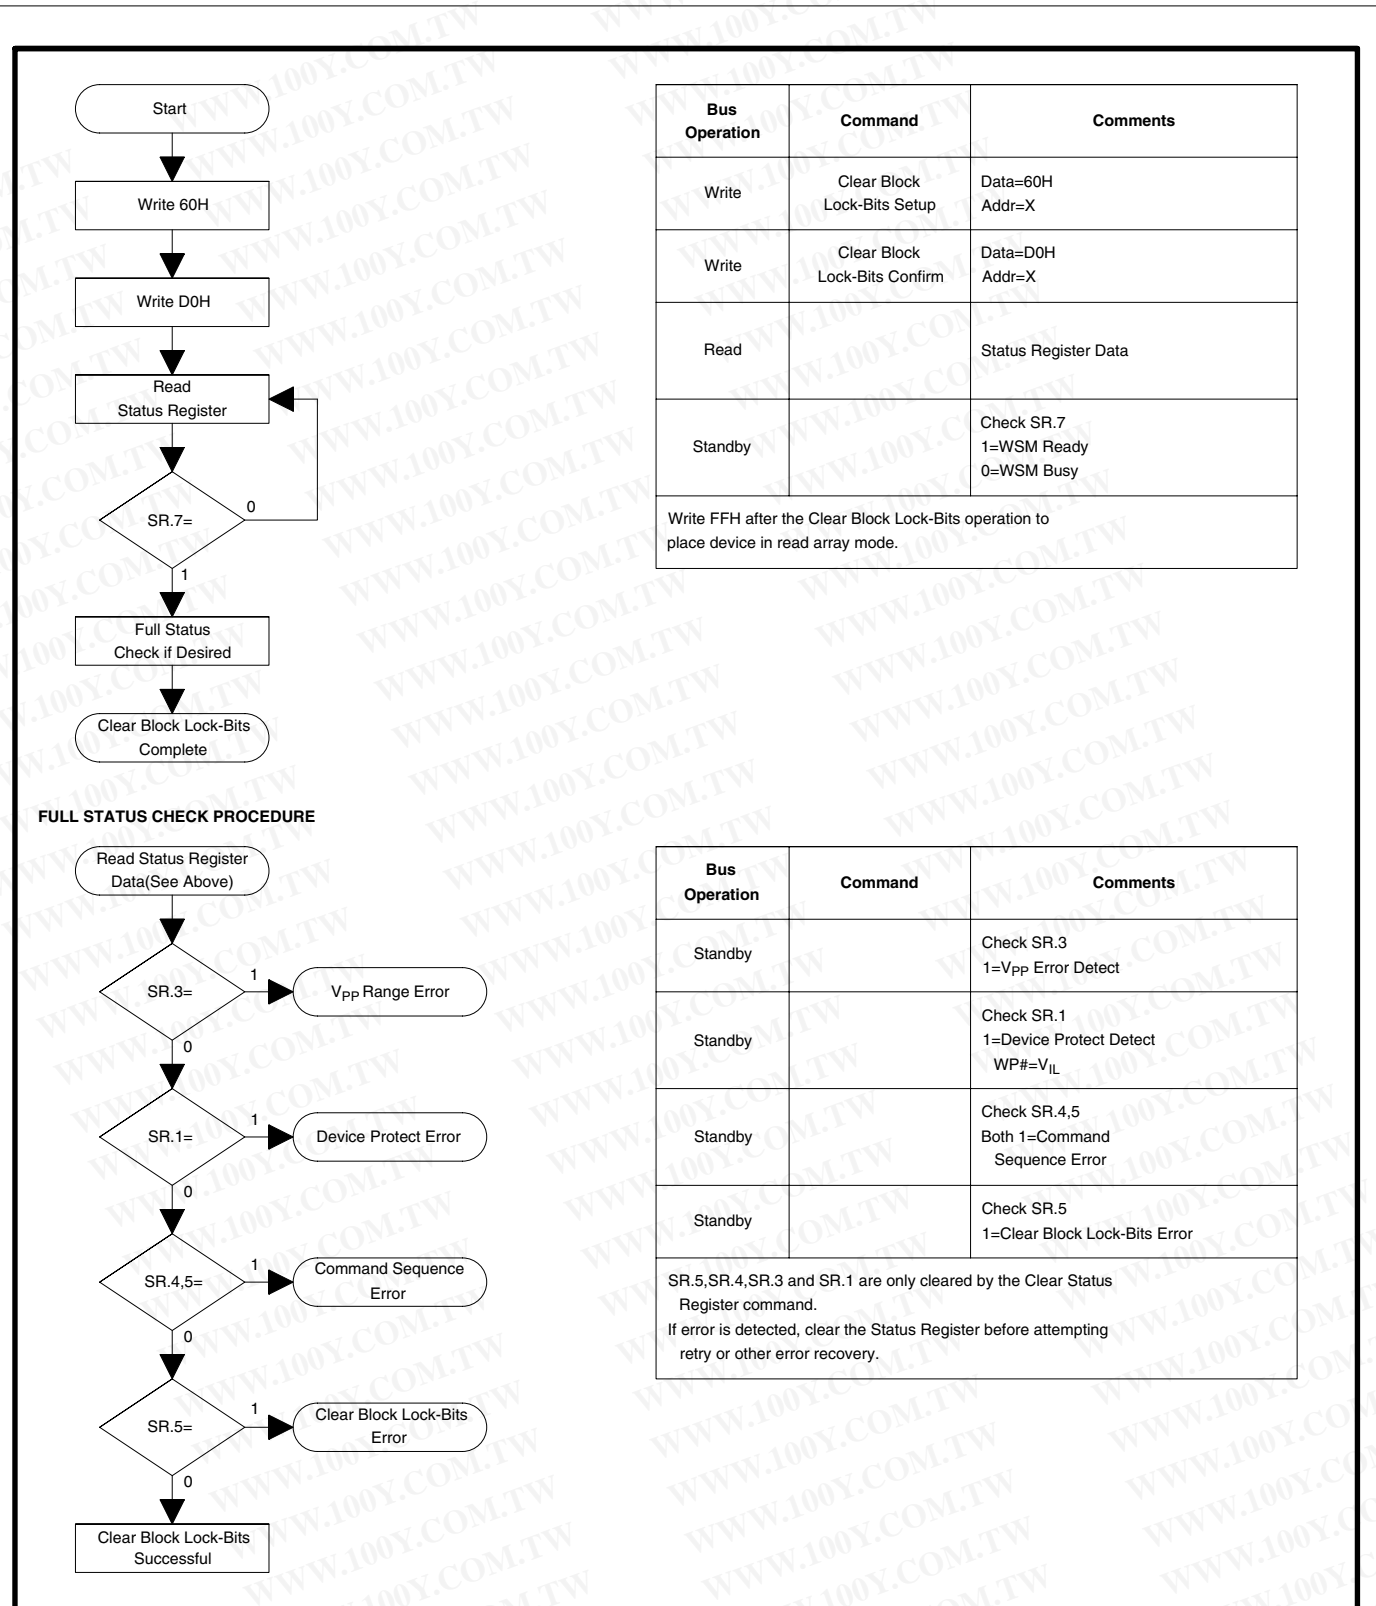 Start
Write 60H
Write D0H
Read
Status Register
SR.7=
0
1
Full Status
Check if Desired
Clear Block Lock-Bits
Complete
Bus
Operation
Command
Comments
Write
Clear Block
Lock-Bits Setup
Data=60H
Addr=X
Write
Clear Block
Lock-Bits Confirm
Data=D0H
Addr=X
Read
Status Register Data
Standby
Check SR.7
1=WSM Ready
0=WSM Busy
Write FFH after the Clear Block Lock-Bits operation to
place device in read array mode.
FULL STATUS CHECK PROCEDURE
Read Status Register
Data(See Above)
SR.3=
1
VPP Range Error
0
SR.1=
1
Device Protect Error
0
SR.4,5=
1
Command Sequence
Error
0
SR.5=
1
Clear Block Lock-Bits
Error
0
Clear Block Lock-Bits
Successful
Bus
Operation
Command
Comments
Standby
Check SR.3
1=VPP Error Detect
Standby
Check SR.1
1=Device Protect Detect
WP#=VIL
Standby
Check SR.4,5
Both 1=Command
Sequence Error
Standby
Check SR.5
1=Clear Block Lock-Bits Error
SR.5,SR.4,SR.3 and SR.1 are only cleared by the Clear Status
Register command.
If error is detected, clear the Status Register before attempting
retry or other error recovery.
WWW.100Y.COM.TW